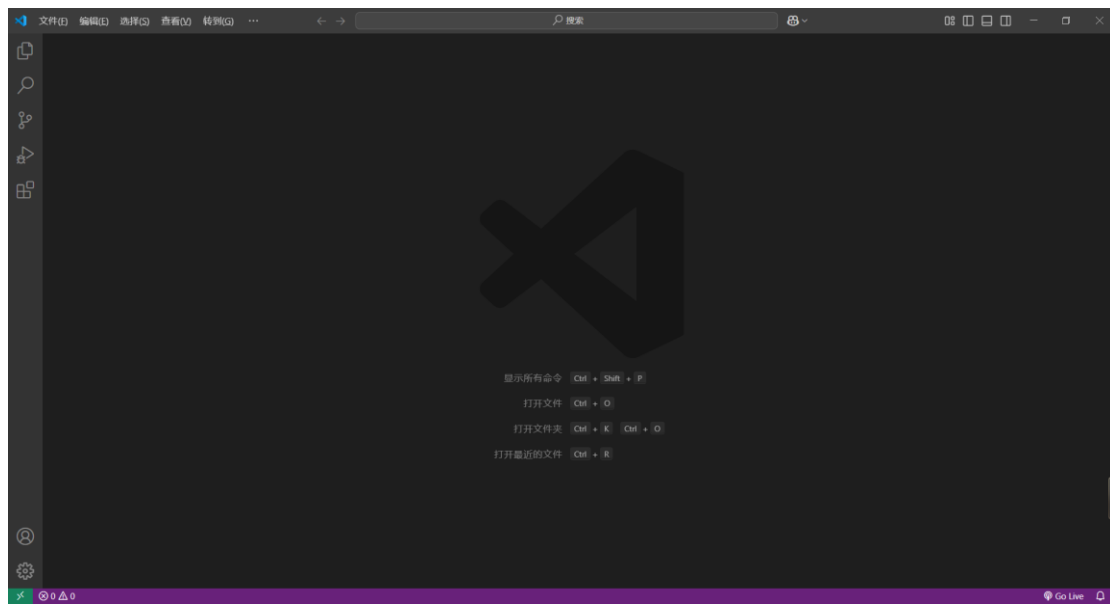 文件(F) 编辑(E) 选择(S) 查看(V) 转到(G) ··· 搜索
显示所有命令 Ctrl + Shift + P
打开文件 Ctrl + O
打开文件夹 Ctrl + K Ctrl + O
打开最近的文件 Ctrl + R
0 0 Go Live